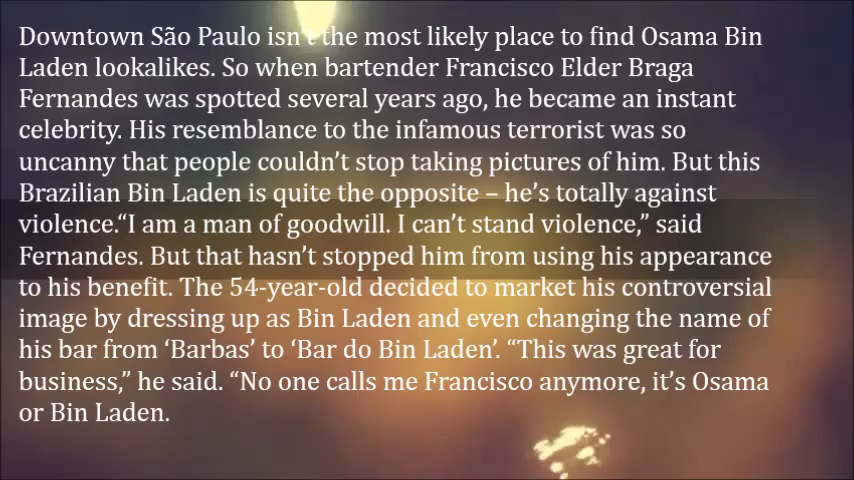 Downtown São Paulo isn't the most likely place to find Osama Bin
Laden lookalikes. So when bartender Francisco Elder Braga
Fernandes was spotted several years ago, he became an instant
celebrity. His resemblance to the infamous terrorist was so
uncanny that people couldn’t stop taking pictures of him. But this
Brazilian Bin Laden is quite the opposite – he’s totally against
violence.“I am a man of goodwill. I can’t stand violence,” said
Fernandes. But that hasn’t stopped him from using his appearance
to his benefit. The 54-year-old decided to market his controversial
image by dressing up as Bin Laden and even changing the name of
his bar from ‘Barbas’ to ‘Bar do Bin Laden’. “This was great for
business,” he said. “No one calls me Francisco anymore, it’s Osama
or Bin Laden.